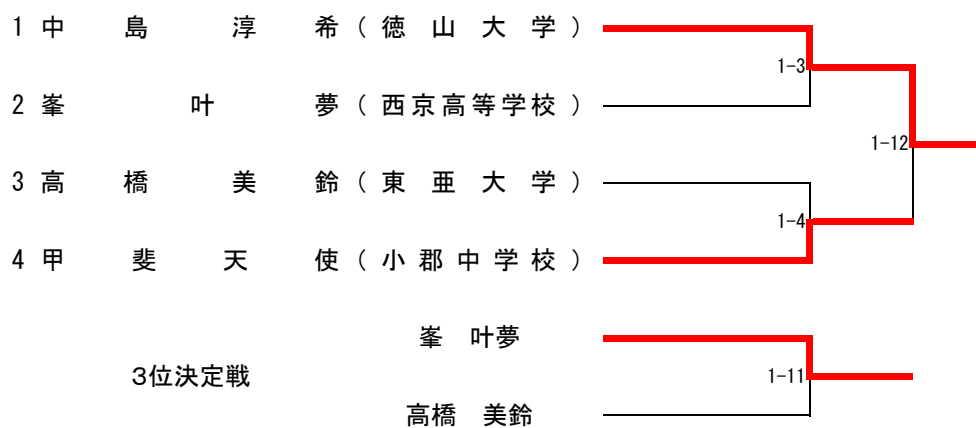 1 中島淳希（徳山大学）
1-3
2 峯叶夢（西京高等学校）
1-12
3 高橋美鈴（東亜大学）
1-4
4 甲斐天使（小郡中学校）
峯 叶夢
3位決定戦
1-11
高橋 美鈴